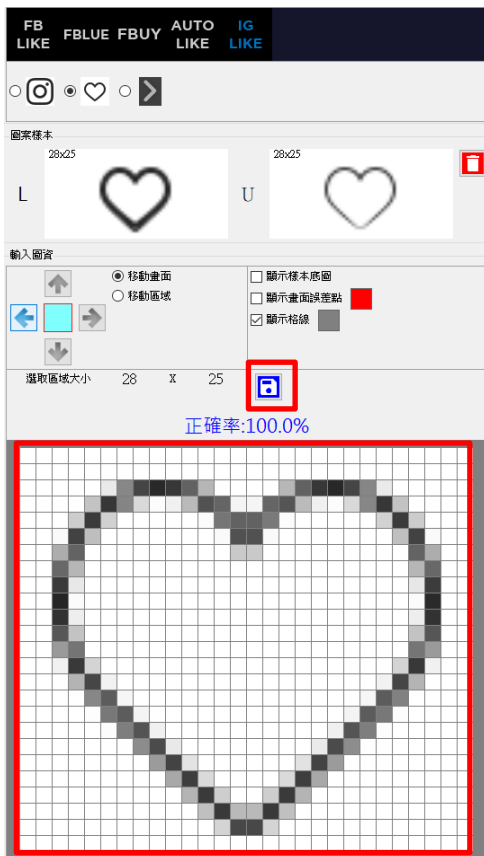 FB LIKE FBLUE FBUY AUTO LIKE IG LIKE
圖案樣本
L 28x25 U 28x25
輸入圖資
移動畫面 顯示樣本底圖
移動區域 顯示畫面誤差點
顯示格線
選取區域大小 28 X 25
正確率:100.0%